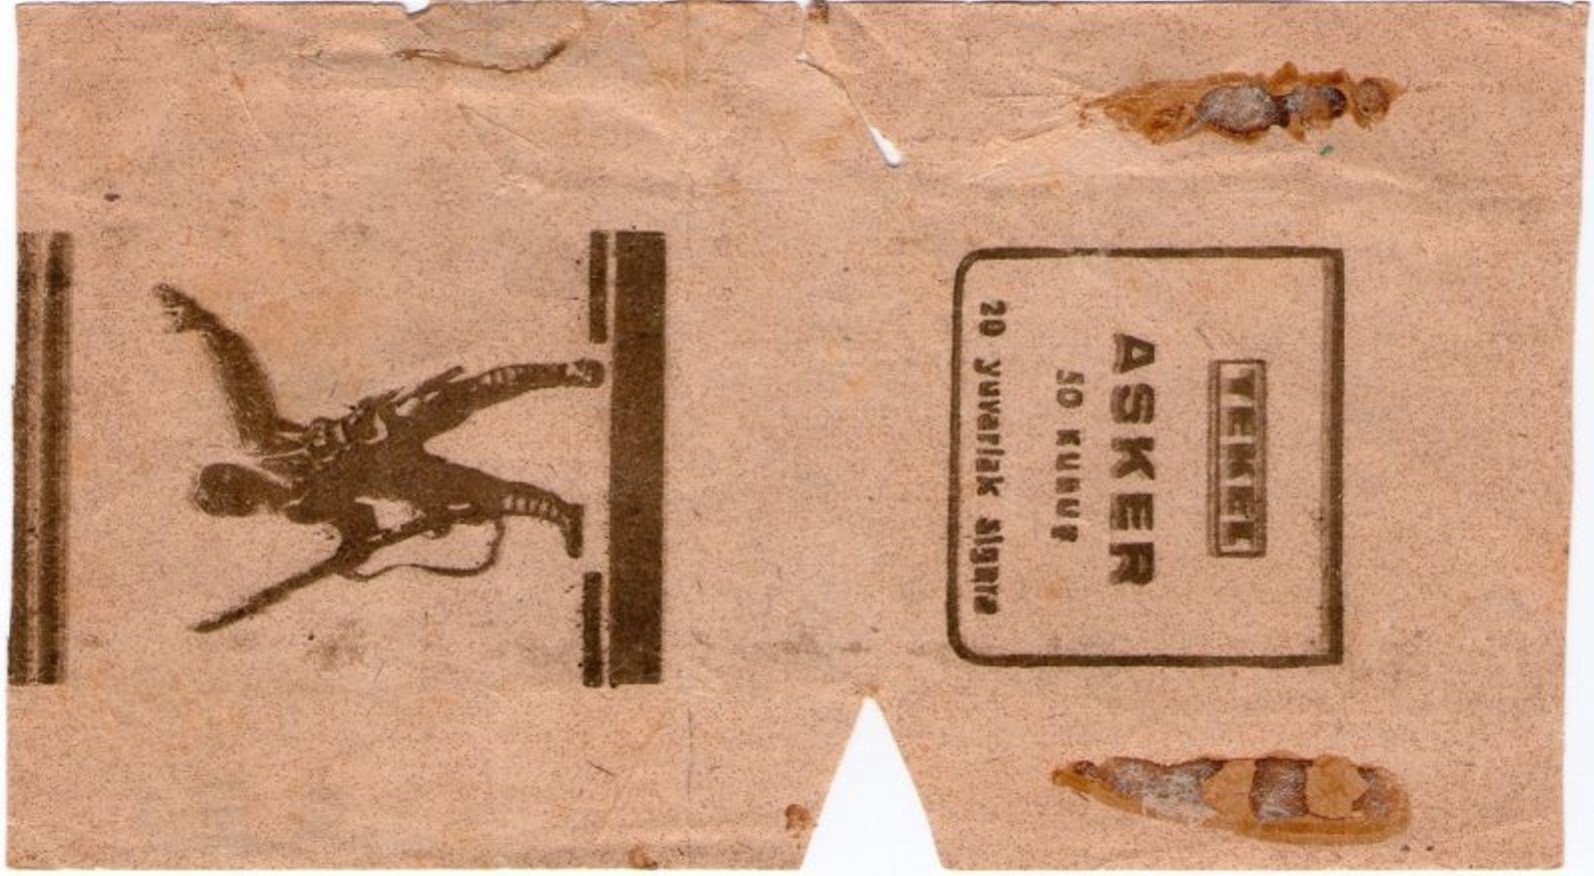 TEKEL
ASKER
50 kuruş
20 yuvarlak sigara